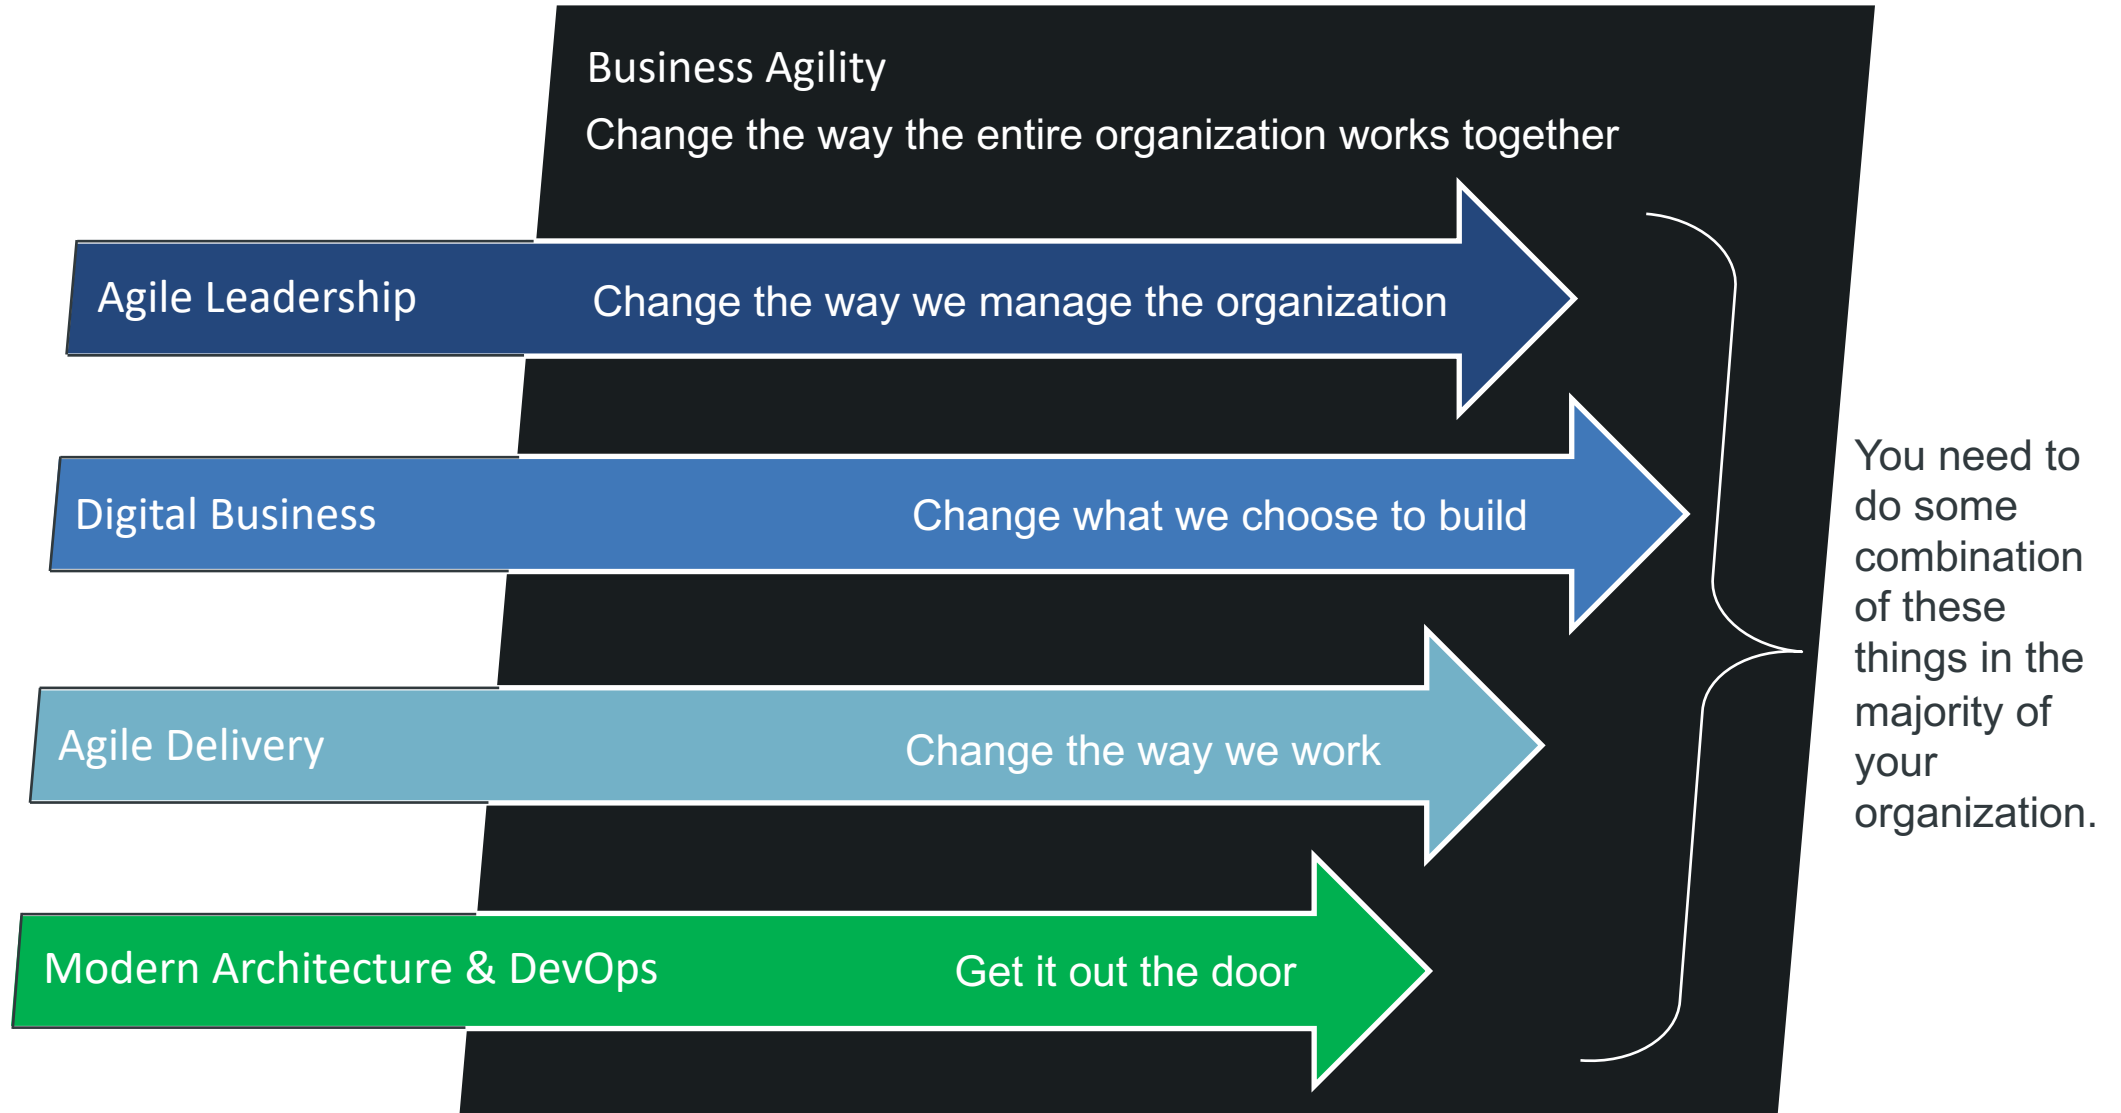 Business Agility
Change the way the entire organization works together
Agile Leadership
Change the way we manage the organization
Digital Business
Change what we choose to build
Agile Delivery
Change the way we work
Modern Architecture & DevOps
Get it out the door
You need to
do some
combination
of these
things in the
majority of
your
organization.